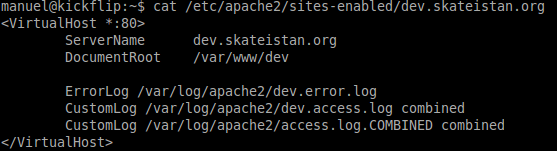 manuel@kickflip:~$ cat /etc/apache2/sites-enabled/dev.skateistan.org
<VirtualHost *:80>
        ServerName      dev.skateistan.org
        DocumentRoot    /var/www/dev

        ErrorLog /var/log/apache2/dev.error.log
        CustomLog /var/log/apache2/dev.access.log combined
        CustomLog /var/log/apache2/access.log.COMBINED combined
</VirtualHost>